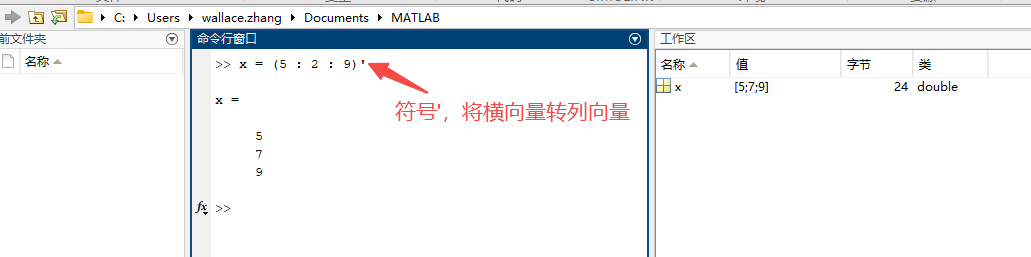 C: Users wallace.zhang Documents MATLAB
前文件夹
名称
命令行窗口
>> x = (5 : 2 : 9)'
x =
5
7
9
fx >>
符号'，将横向量转列向量
工作区
名称 值 字节 类
x [5;7;9] 24 double